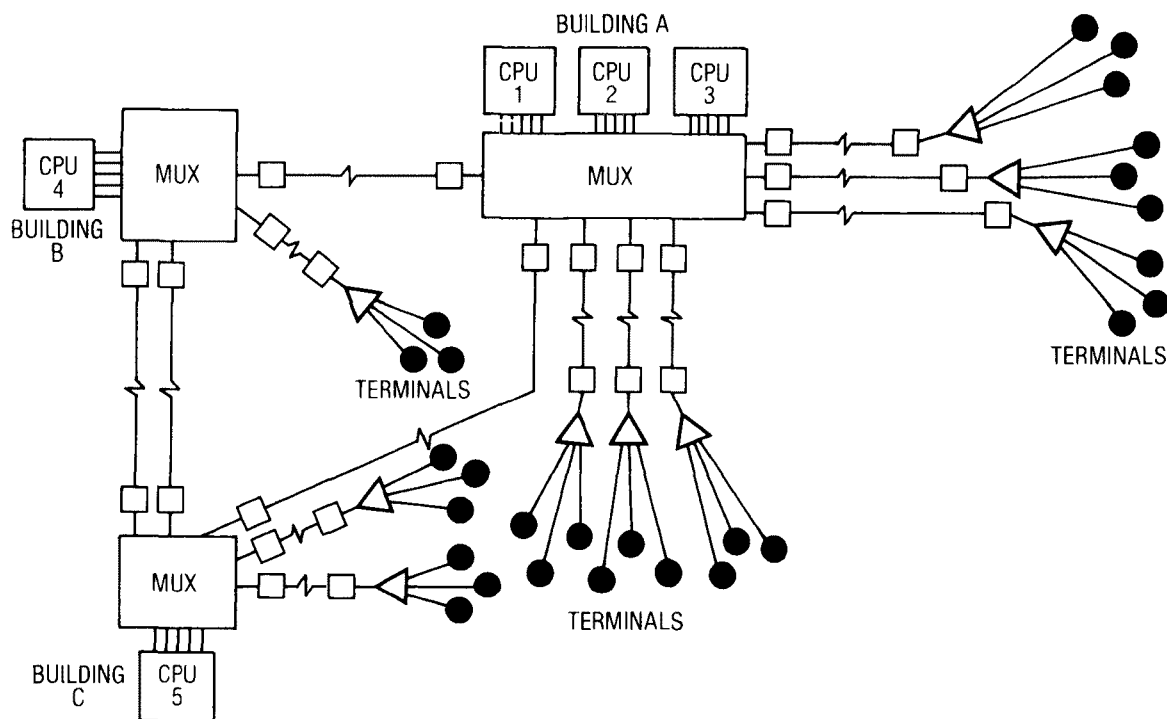 BUILDING A
CPU
1
CPU
2
CPU
3
MUX
CPU
4
MUX
BUILDING
B
TERMINALS
TERMINALS
TERMINALS
MUX
BUILDING
C
CPU
5